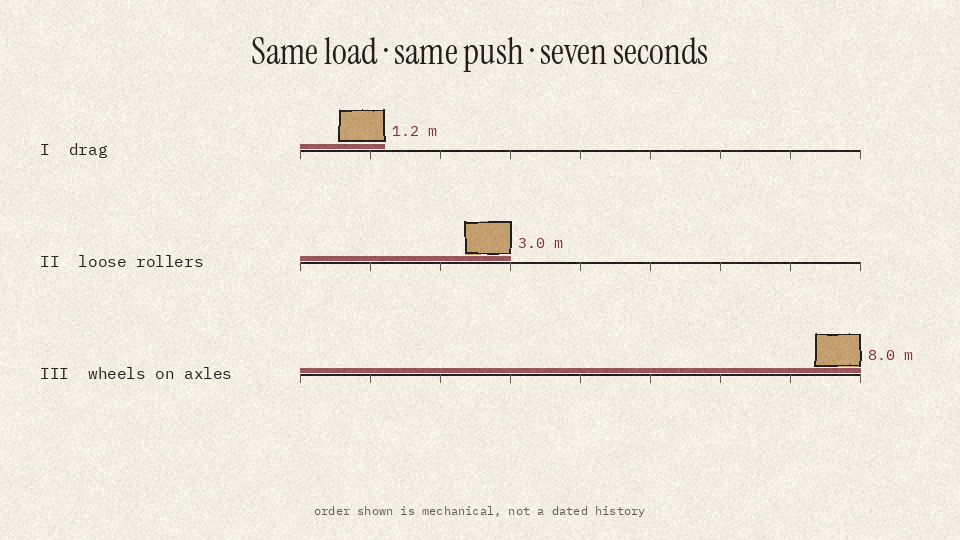 Same load · same push · seven seconds
1.2 m
I drag
3.0 m
II loose rollers
8.0 m
III wheels on axles
order shown is mechanical, not a dated history